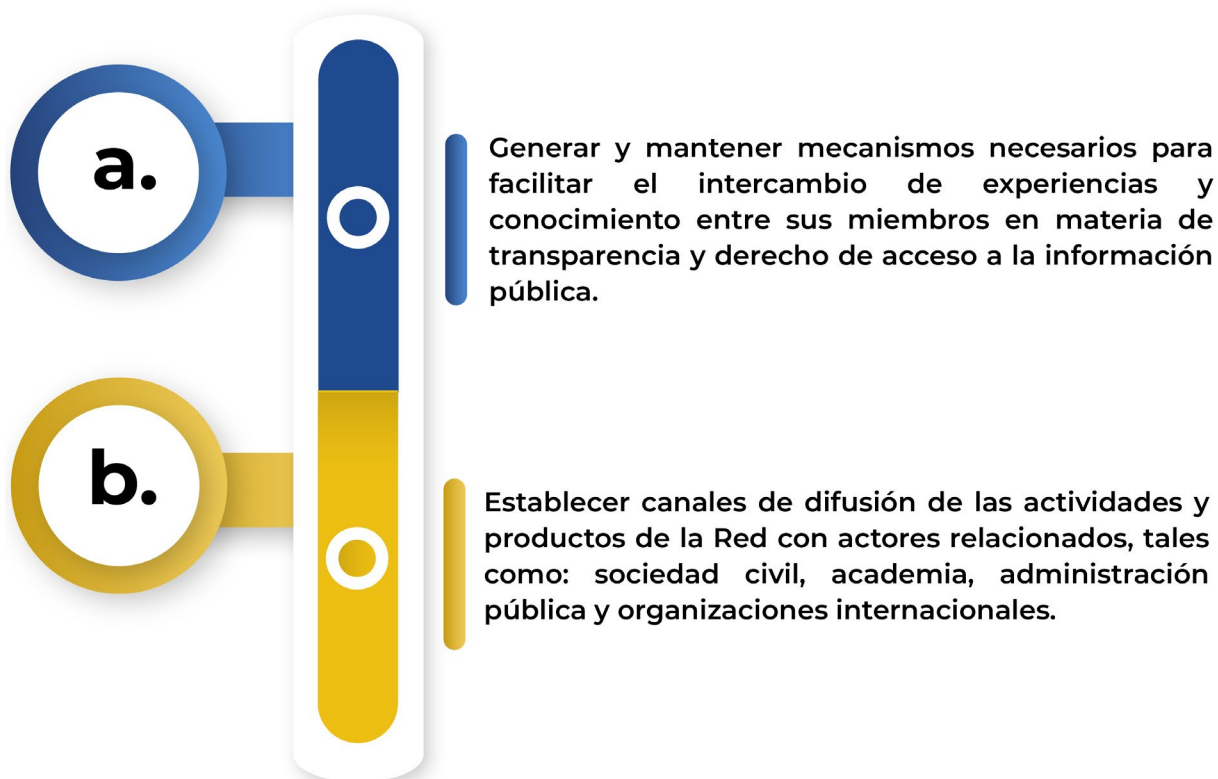 a.
Generar y mantener mecanismos necesarios para
facilitar el intercambio de experiencias y
conocimiento entre sus miembros en materia de
transparencia y derecho de acceso a la información
pública.
b.
Establecer canales de difusión de las actividades y
productos de la Red con actores relacionados, tales
como: sociedad civil, academia, administración
pública y organizaciones internacionales.